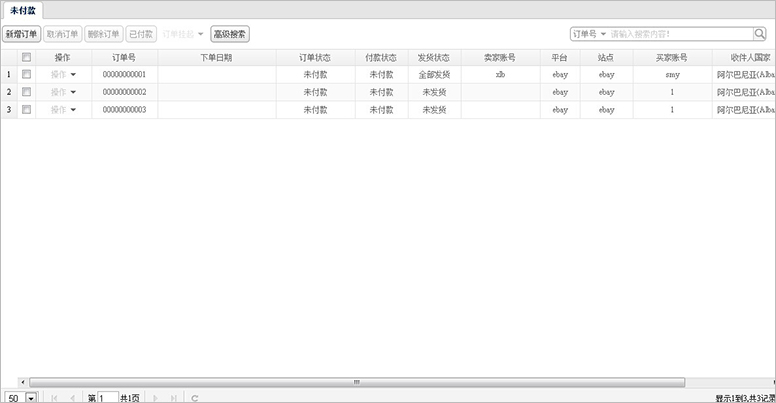 未付款
新增订单 取消订单 删除订单 已付款 订单挂起 高级搜索 订单号 请输入搜索内容!
操作 订单号 下单日期 订单状态 付款状态 发货状态 卖家账号 平台 站点 买家账号 收件人国家
1 操作 00000000001 未付款 未付款 全部发货 xlb ebay ebay smy 阿尔巴尼亚(Alba
2 操作 00000000002 未付款 未付款 未发货 ebay ebay 1 阿尔巴尼亚(Alba
3 操作 00000000003 未付款 未付款 未发货 ebay ebay 1 阿尔巴尼亚(Alba
50 第 1 共1页 显示1到3,共3记录